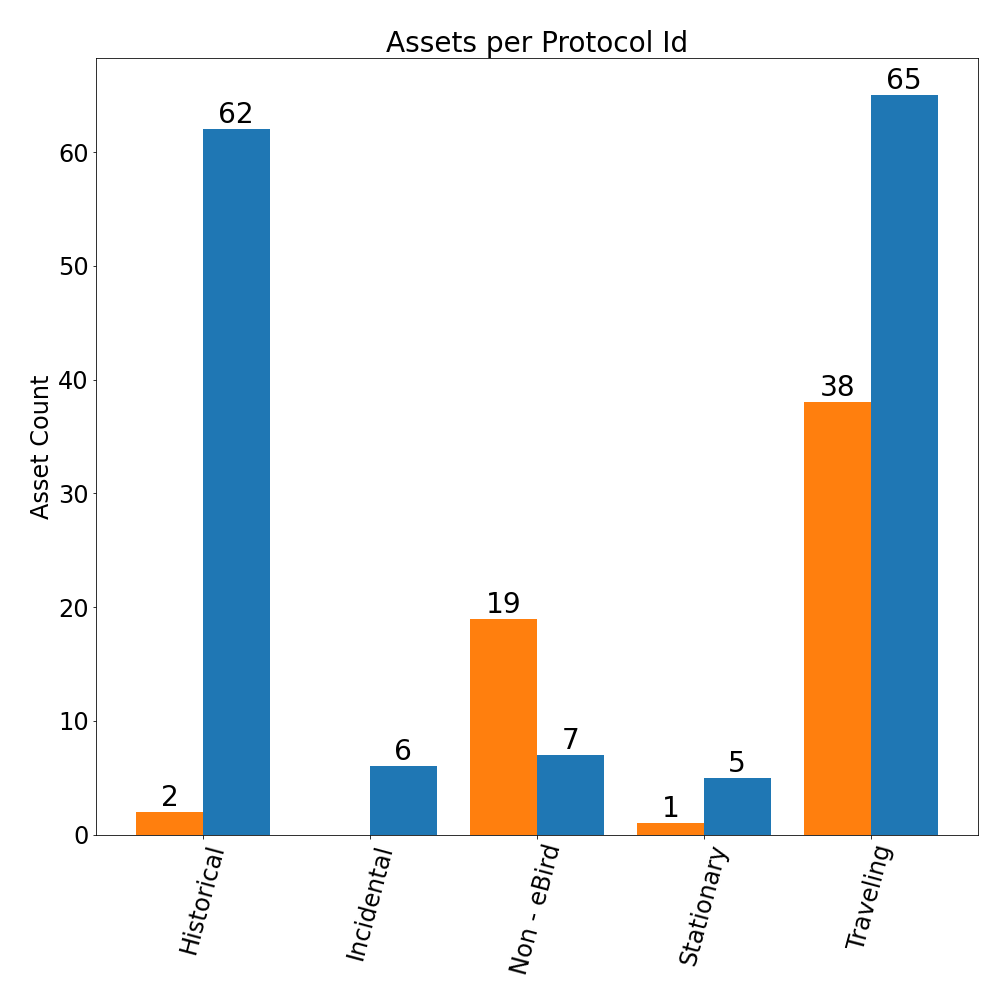 Assets per Protocol Id
Asset Count
60
50
40
30
20
10
0
2
62
6
19
7
1
5
38
65
Historical
Incidental
Non - eBird
Stationary
Traveling